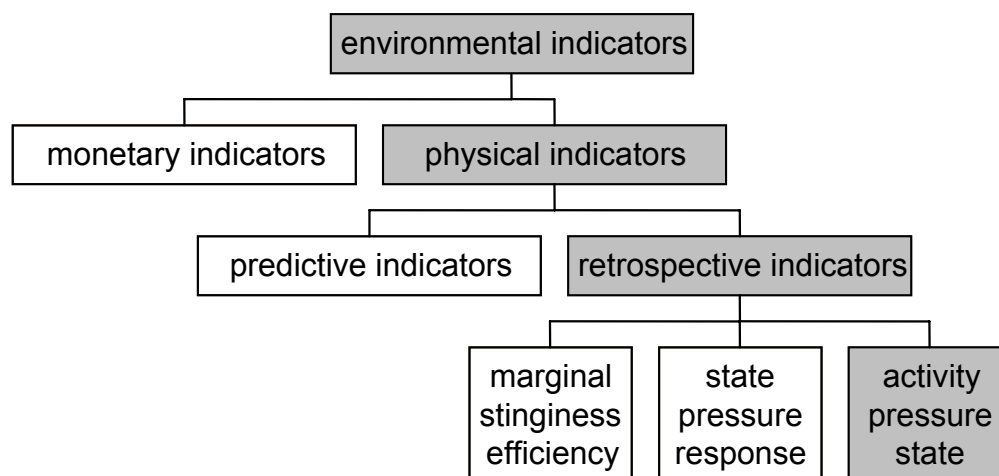 environmental indicators
monetary indicators
physical indicators
predictive indicators
retrospective indicators
marginal
stinginess
efficiency
state
pressure
response
activity
pressure
state